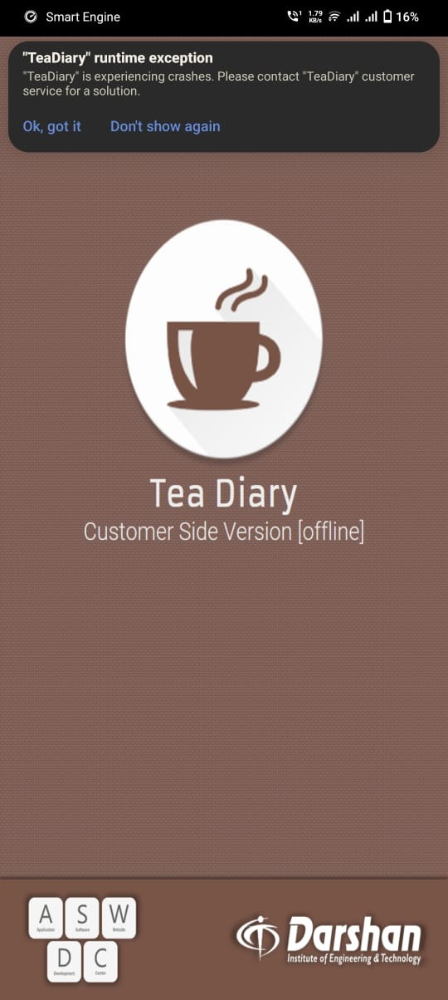 Smart Engine
1.79 KB/s
16%
"TeaDiary" runtime exception
"TeaDiary" is experiencing crashes. Please contact "TeaDiary" customer
service for a solution.
Ok, got it Don't show again
Tea Diary
Customer Side Version [offline]
A S W
Application Software Website
D C
Development Center
Darshan
Institute of Engineering & Technology